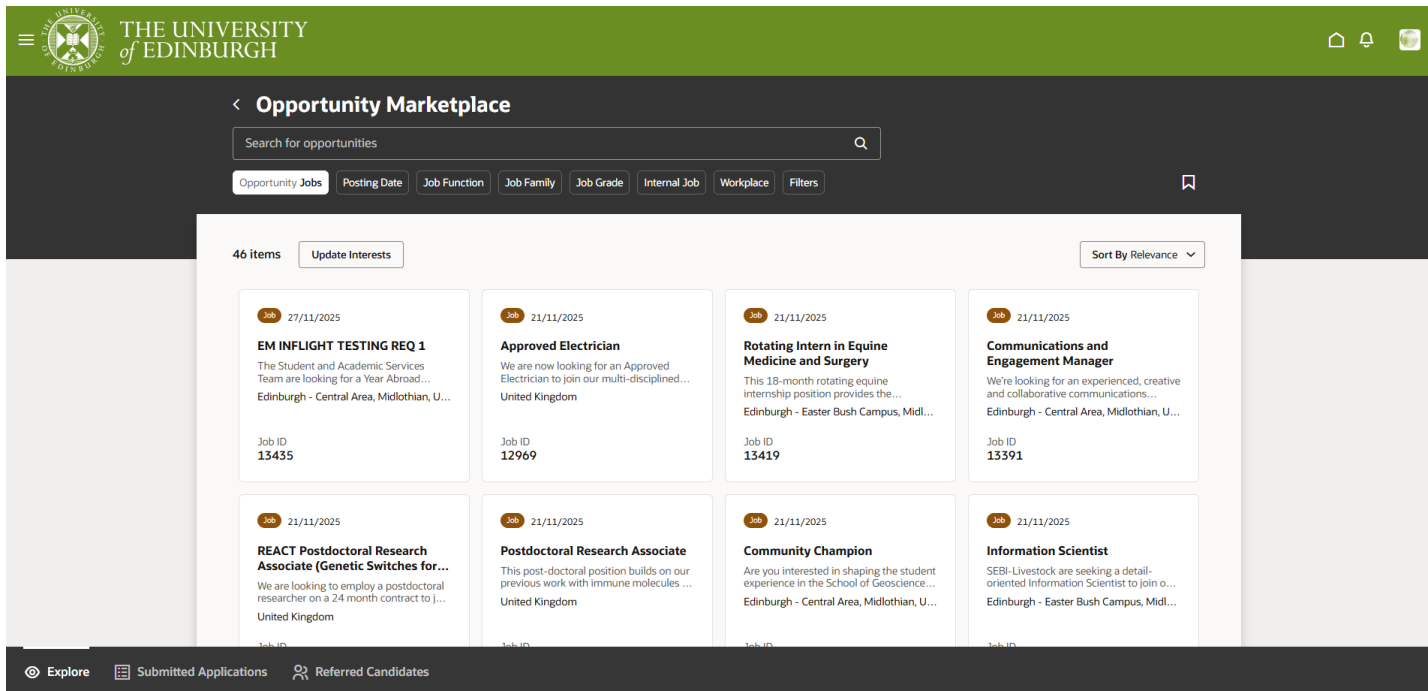 THE UNIVERSITY
of EDINBURGH
Opportunity Marketplace
Search for opportunities
Opportunity Jobs
Posting Date
Job Function
Job Family
Job Grade
Internal Job
Workplace
Filters
46 items
Update Interests
Sort By Relevance
Job 27/11/2025
EM INFLIGHT TESTING REQ 1
The Student and Academic Services
Team are looking for a Year Abroad...
Edinburgh - Central Area, Midlothian, U...
Job ID
13435
Job 21/11/2025
Approved Electrician
We are now looking for an Approved
Electrician to join our multi-disciplined...
United Kingdom
Job ID
12969
Job 21/11/2025
Rotating Intern in Equine
Medicine and Surgery
This 18-month rotating equine
internship position provides the...
Edinburgh - Easter Bush Campus, Midl...
Job ID
13419
Job 21/11/2025
Communications and
Engagement Manager
We're looking for an experienced, creative
and collaborative communications...
Edinburgh - Central Area, Midlothian, U...
Job ID
13391
Job 21/11/2025
REACT Postdoctoral Research
Associate (Genetic Switches for...
We are looking to employ a postdoctoral
researcher on a 24 month contract to j...
United Kingdom
Job ID
Job 21/11/2025
Postdoctoral Research Associate
This post-doctoral position builds on our
previous work with immune molecules ...
United Kingdom
Job ID
Job 21/11/2025
Community Champion
Are you interested in shaping the student
experience in the School of Geoscience...
Edinburgh - Central Area, Midlothian, U...
Job ID
Job 21/11/2025
Information Scientist
SEBI-Livestock are seeking a detail-
oriented Information Scientist to join o...
Edinburgh - Easter Bush Campus, Midl...
Job ID
Explore
Submitted Applications
Referred Candidates